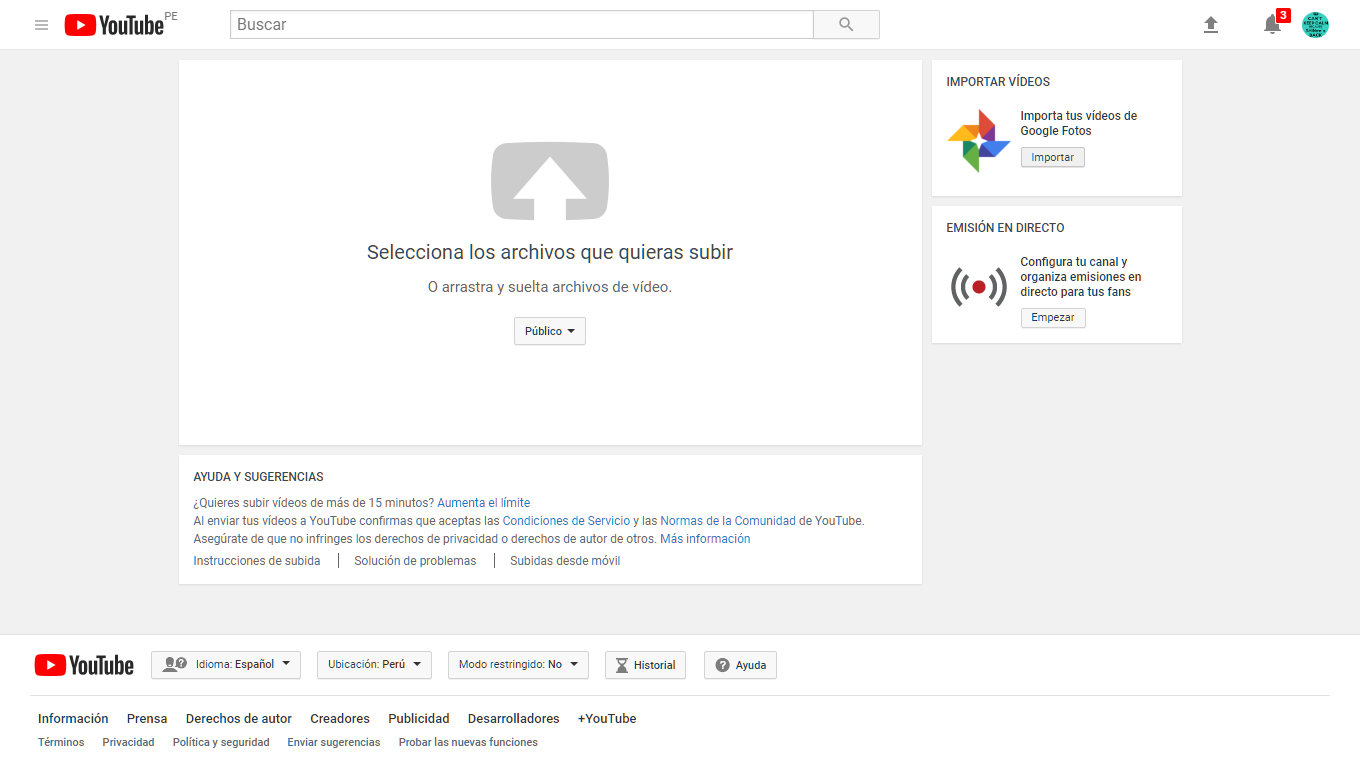 YouTube PE
Buscar
3
CAN'T
KEEP CALM
Selecciona los archivos que quieras subir
O arrastra y suelta archivos de vídeo.
Público
IMPORTAR VÍDEOS
Importa tus vídeos de
Google Fotos
Importar
EMISIÓN EN DIRECTO
Configura tu canal y
organiza emisiones en
directo para tus fans
Empezar
AYUDA Y SUGERENCIAS
¿Quieres subir vídeos de más de 15 minutos? Aumenta el límite
Al enviar tus vídeos a YouTube confirmas que aceptas las Condiciones de Servicio y las Normas de la Comunidad de YouTube.
Asegúrate de que no infringes los derechos de privacidad o derechos de autor de otros. Más información
Instrucciones de subida Solución de problemas Subidas desde móvil
YouTube Idioma: Español Ubicación: Perú Modo restringido: No Historial Ayuda
Información Prensa Derechos de autor Creadores Publicidad Desarrolladores +YouTube
Términos Privacidad Política y seguridad Enviar sugerencias Probar las nuevas funciones